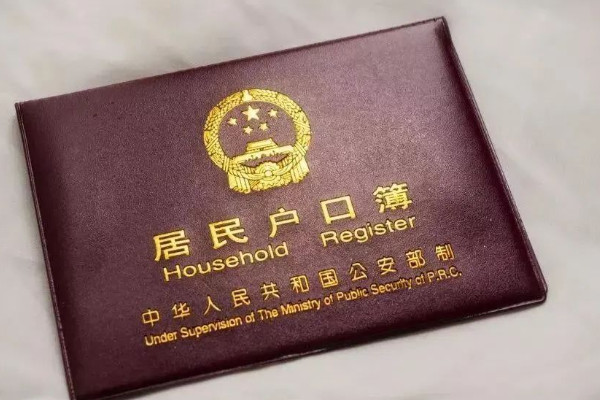 居民户口簿
Household Register
中华人民共和国公安部制
Under Supervision of The Ministry of Public Security of P.R.C.